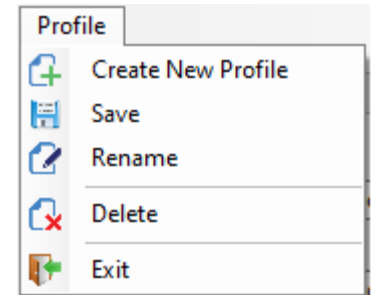 Profile
Create New Profile
Save
Rename
Delete
Exit